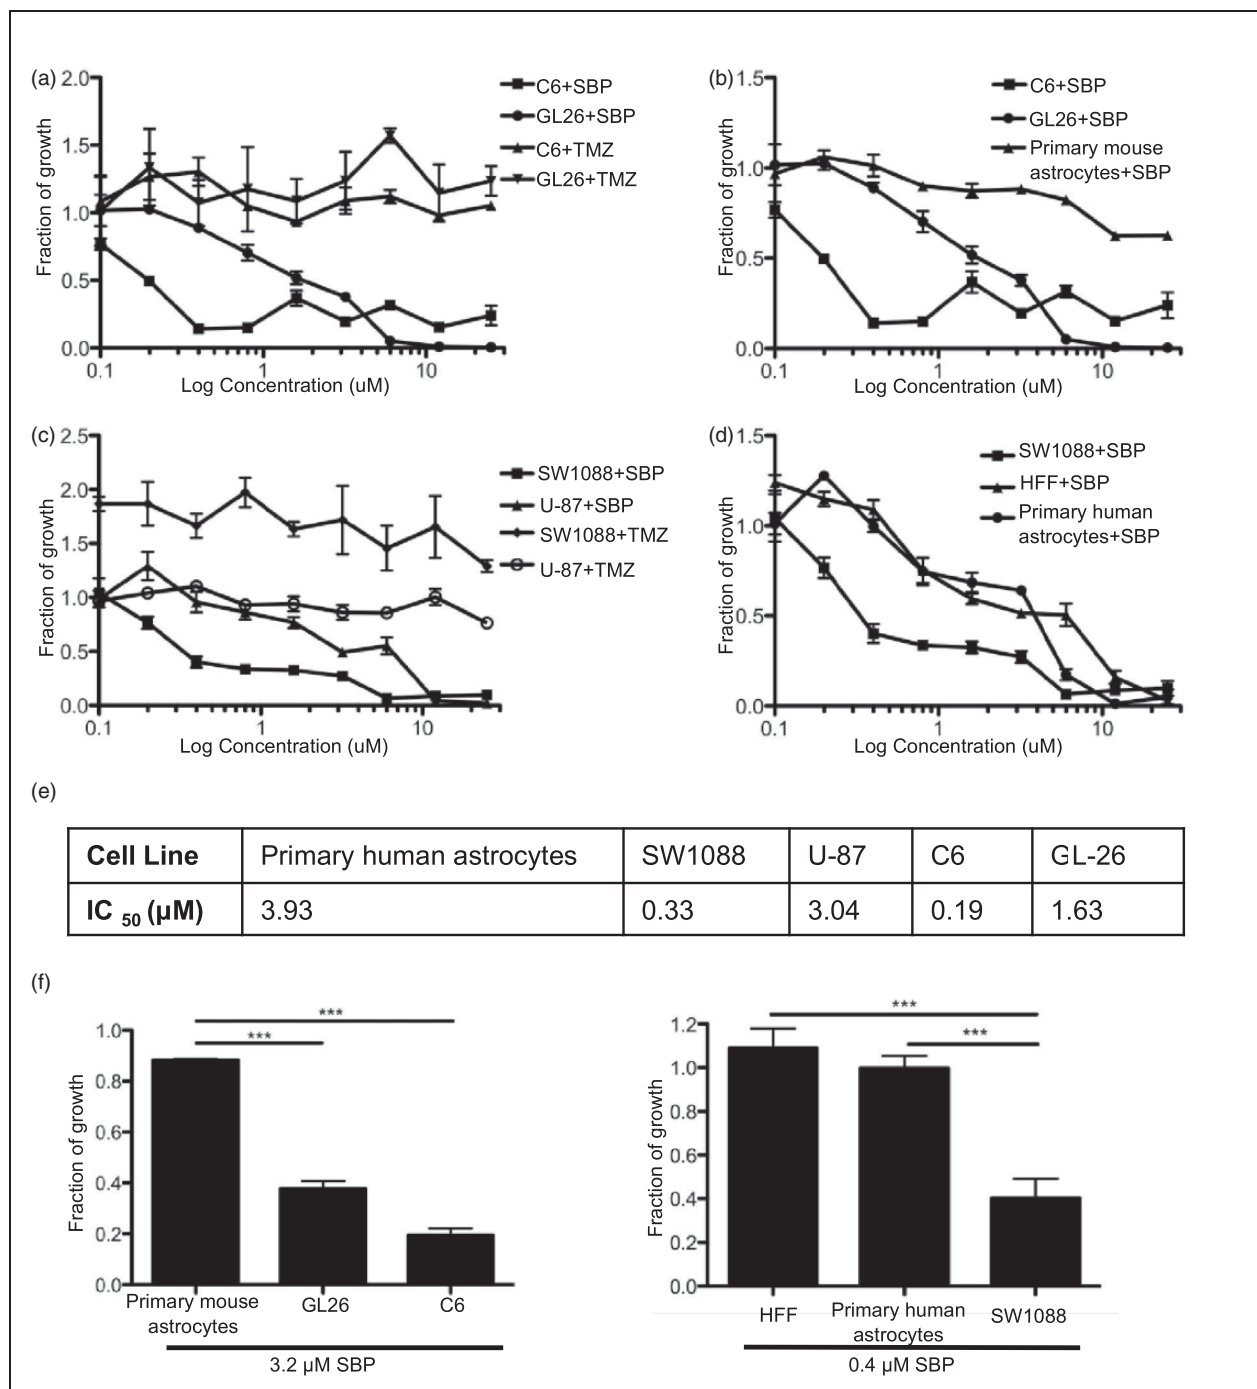 (a)
2.0
1.5
1.0
0.5
0.0
Fraction of growth
0.1
1
10
Log Concentration (uM)
C6+SBP
GL26+SBP
C6+TMZ
GL26+TMZ
(b)
1.5
1.0
0.5
0.0
Fraction of growth
0.1
1
10
Log Concentration (uM)
C6+SBP
GL26+SBP
Primary mouse
astrocytes+SBP
(c)
2.5
2.0
1.5
1.0
0.5
0.0
Fraction of growth
0.1
1
10
Log Concentration (uM)
SW1088+SBP
U-87+SBP
SW1088+TMZ
U-87+TMZ
(d)
1.5
1.0
0.5
0.0
Fraction of growth
0.1
1
10
Log Concentration (uM)
SW1088+SBP
HFF+SBP
Primary human
astrocytes+SBP
(e)
Cell Line Primary human astrocytes SW1088 U-87 C6 GL-26
IC 50 (µM) 3.93 0.33 3.04 0.19 1.63
(f)
1.0
0.8
0.6
0.4
0.2
0.0
Fraction of growth
***
***
Primary mouse
astrocytes
GL26
C6
3.2 µM SBP
1.2
1.0
0.8
0.6
0.4
0.2
0.0
Fraction of growth
***
***
HFF
Primary human
astrocytes
SW1088
0.4 µM SBP